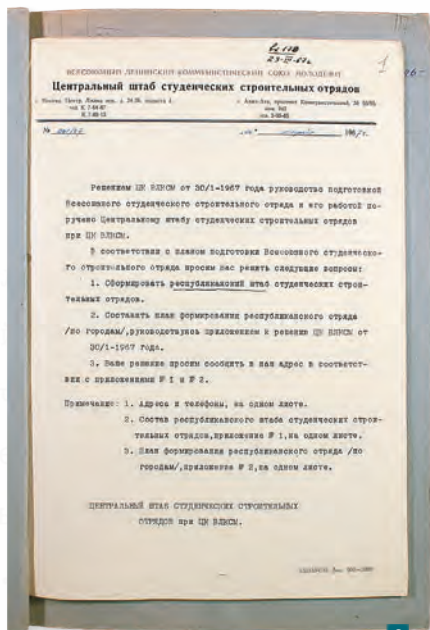 1
ВСЕСОЮЗНЫЙ ЛЕНИНСКИЙ КОММУНИСТИЧЕСКИЙ СОЮЗ МОЛОДЕЖИ
Центральный штаб студенческих строительных отрядов
№
Решением ЦК ВЛКСМ от 30/1-1967 года руководство подготовкой
Всесоюзного студенческого строительного отряда и его работой по-
ручено Центральному штабу студенческих строительных отрядов
при ЦК ВЛКСМ.
В соответствии с планом подготовки Всесоюзного студенческо-
го строительного отряда просим вас решить следующие вопросы:
1. Сформировать республиканский штаб студенческих строи-
тельных отрядов.
2. Составить план формирования республиканского отряда
/по городам/,руководствуясь приложением к решению ЦК ВЛКСМ от
30/1-1967 года.
3. Ваше решение просим сообщить в наш адрес в соответст-
вии с приложениями № 1 и № 2.
Примечание: 1. Адреса и телефоны, на одном листе.
2. Состав республиканского штаба студенческих строи-
тельных отрядов,приложение № 1,на одном листе.
3. План формирования республиканского отряда /по
городам/,приложение № 2,на одном листе.
ЦЕНТРАЛЬНЫЙ ШТАБ СТУДЕНЧЕСКИХ СТРОИТЕЛЬНЫХ
ОТРЯДОВ при ЦК ВЛКСМ.